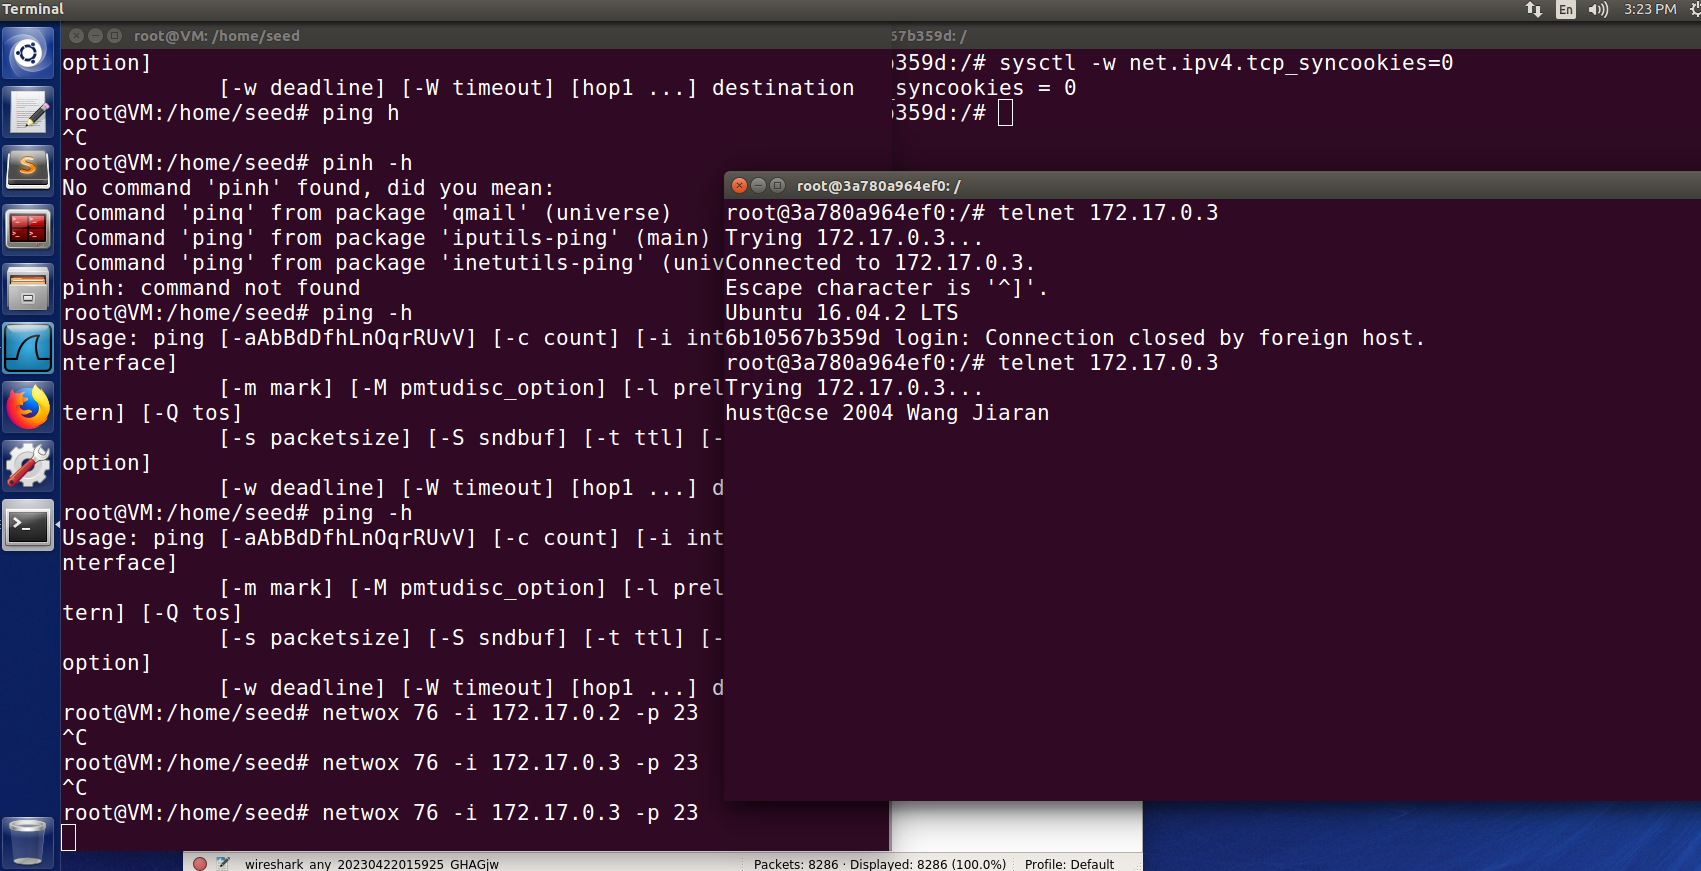 Terminal
En
3:23 PM
root@VM: /home/seed
option]
[-w deadline] [-W timeout] [hop1 ...] destination
root@VM:/home/seed# ping h
^C
root@VM:/home/seed# pinh -h
No command 'pinh' found, did you mean:
Command 'pinq' from package 'qmail' (universe)
Command 'ping' from package 'iputils-ping' (main)
Command 'ping' from package 'inetutils-ping' (univ
pinh: command not found
root@VM:/home/seed# ping -h
Usage: ping [-aAbBdDfhLnOqrRUvV] [-c count] [-i int
nterface]
[-m mark] [-M pmtudisc_option] [-l prel
tern] [-Q tos]
[-s packetsize] [-S sndbuf] [-t ttl] [-
option]
[-w deadline] [-W timeout] [hop1 ...] d
root@VM:/home/seed# ping -h
Usage: ping [-aAbBdDfhLnOqrRUvV] [-c count] [-i int
nterface]
[-m mark] [-M pmtudisc_option] [-l prel
tern] [-Q tos]
[-s packetsize] [-S sndbuf] [-t ttl] [-
option]
[-w deadline] [-W timeout] [hop1 ...] d
root@VM:/home/seed# netwox 76 -i 172.17.0.2 -p 23
^C
root@VM:/home/seed# netwox 76 -i 172.17.0.3 -p 23
^C
root@VM:/home/seed# netwox 76 -i 172.17.0.3 -p 23
67b359d: /
b359d:/# sysctl -w net.ipv4.tcp_syncookies=0
_syncookies = 0
b359d:/#
root@3a780a964ef0: /
root@3a780a964ef0:/# telnet 172.17.0.3
Trying 172.17.0.3...
Connected to 172.17.0.3.
Escape character is '^]'.
Ubuntu 16.04.2 LTS
6b10567b359d login: Connection closed by foreign host.
root@3a780a964ef0:/# telnet 172.17.0.3
Trying 172.17.0.3...
hust@cse 2004 Wang Jiaran
wireshark_any_20230422015925_GHAGjw
Packets: 8286 · Displayed: 8286 (100.0%)
Profile: Default